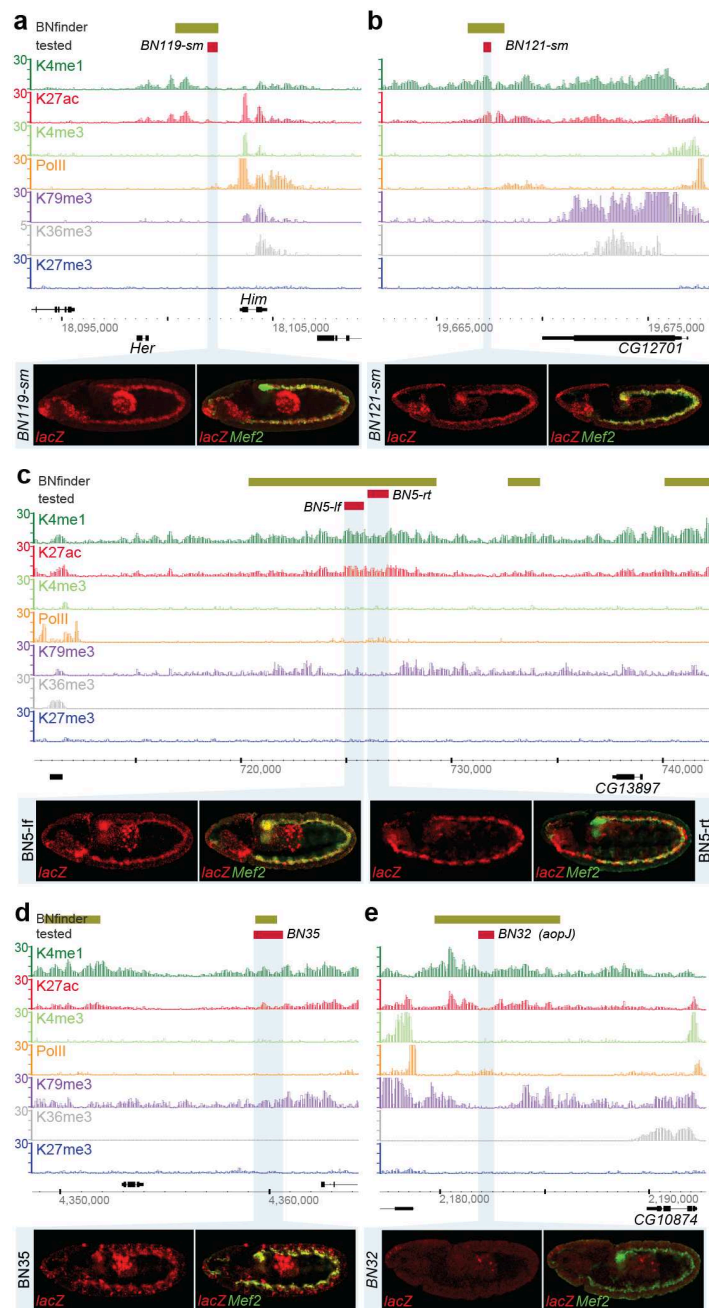 a
BNfinder
tested BN119-sm
30 K4me1
30 K27ac
30 K4me3
30 PolII
30 K79me3
5 K36me3
30 K27me3
Him
18,095,000 18,105,000
Her
BN119-sm
lacZ
lacZ Mef2
b
BN121-sm
19,665,000 19,675,000
CG12701
BN121-sm
lacZ
lacZ Mef2
c
BNfinder
tested BN5-lf BN5-rt
30 K4me1
30 K27ac
30 K4me3
30 PolII
30 K79me3
30 K36me3
30 K27me3
720,000 730,000 740,000
CG13897
BN5-lf
lacZ
lacZ Mef2
lacZ
lacZ Mef2
BN5-rt
d
BNfinder
tested BN35
30 K4me1
30 K27ac
30 K4me3
30 PolII
30 K79me3
30 K36me3
30 K27me3
4,350,000 4,360,000
BN35
lacZ
lacZ Mef2
e
BN32 (aopJ)
2,180,000 2,190,000
CG10874
BN32
lacZ
lacZ Mef2